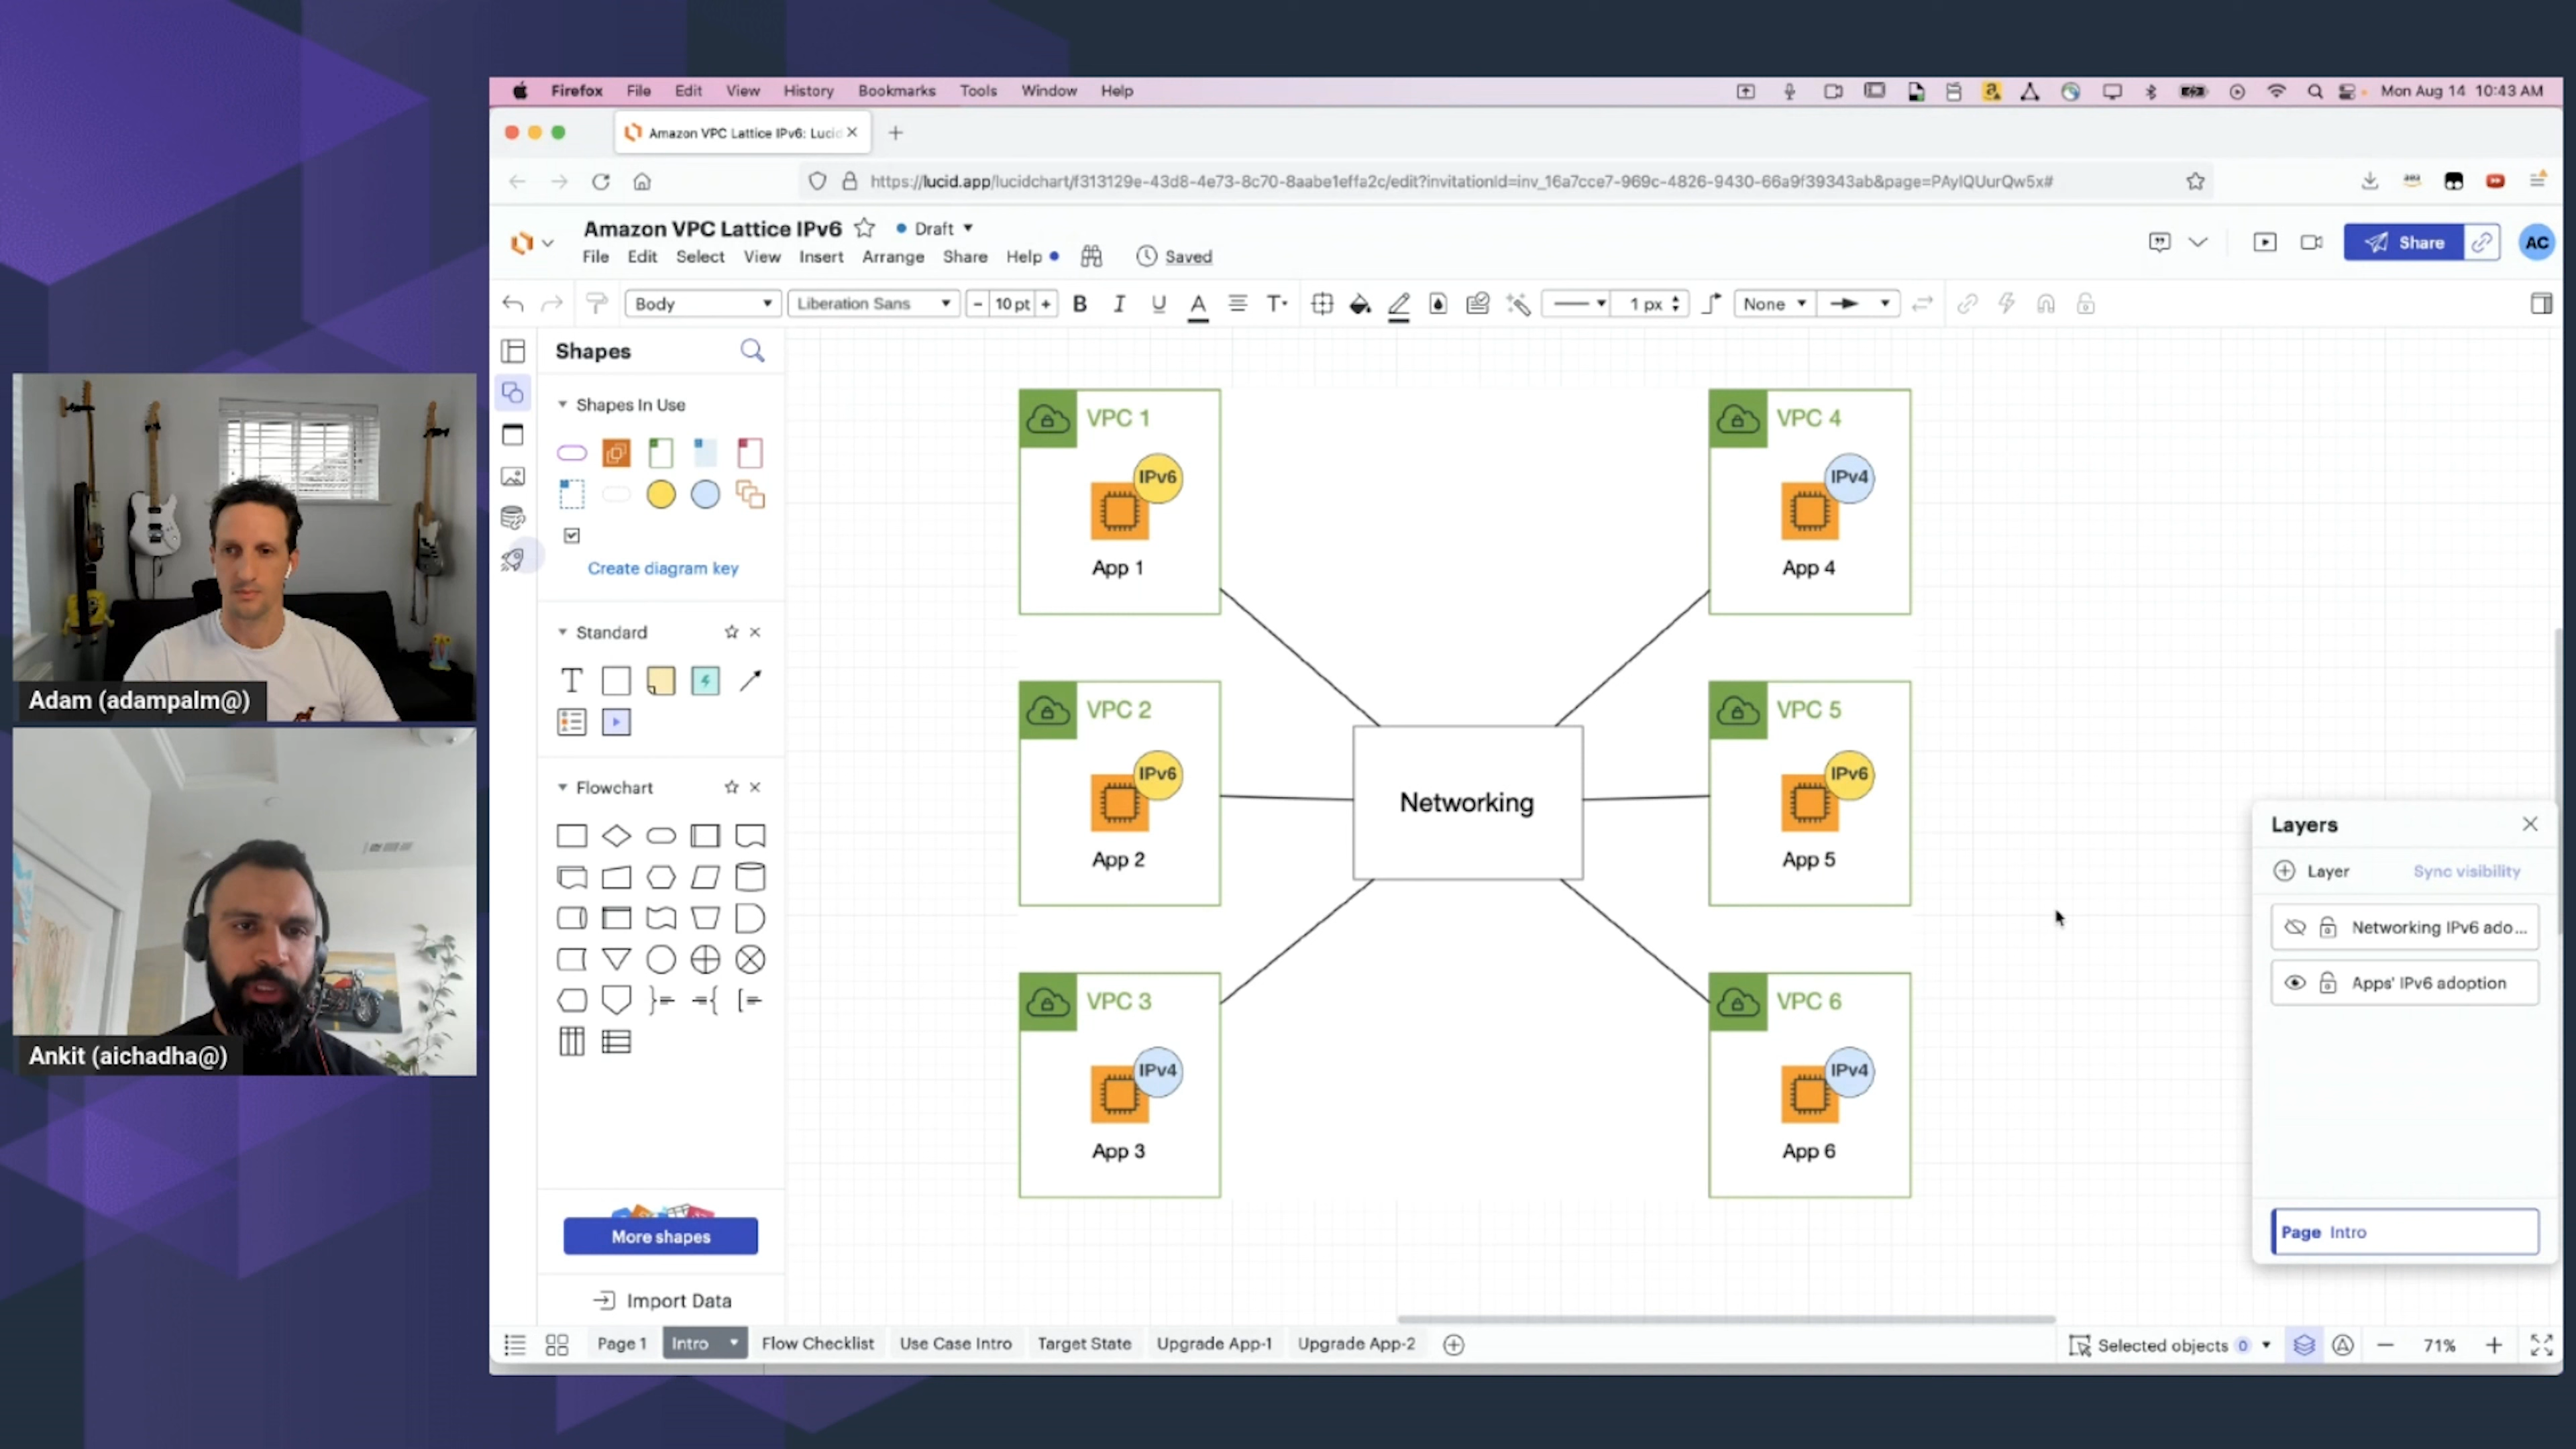 Firefox File Edit View History Bookmarks Tools Window Help
Mon Aug 14 10:43 AM
Amazon VPC Lattice IPv6: Lucid
https://lucid.app/lucidchart/f313129e-43d8-4e73-8c70-8aabe1effa2c/edit?invitationId=inv_16a7cce7-969c-4826-9430-66a9f39343ab&page=PAyIQUurQw5x#
Amazon VPC Lattice IPv6
Draft
File Edit Select View Insert Arrange Share Help
Saved
Share
AC
Body
Liberation Sans
- 10 pt +
B I U A T
1 px
None
Shapes
Shapes In Use
Create diagram key
Standard
T
Flowchart
More shapes
Import Data
VPC 1
IPv6
App 1
VPC 2
IPv6
App 2
VPC 3
IPv4
App 3
Networking
VPC 4
IPv4
App 4
VPC 5
IPv6
App 5
VPC 6
IPv4
App 6
Layers
Layer
Sync visibility
Networking IPv6 ado...
Apps' IPv6 adoption
Page Intro
Page 1
Intro
Flow Checklist
Use Case Intro
Target State
Upgrade App-1
Upgrade App-2
Selected objects 0
71%
Adam (adampalm@)
Ankit (aichadha@)